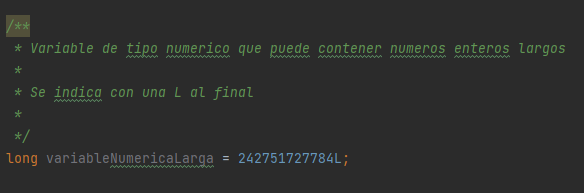 /**
* Variable de tipo numerico que puede contener numeros enteros largos
*
* Se indica con una L al final
*
*/
long variableNumericaLarga = 242751727784L;